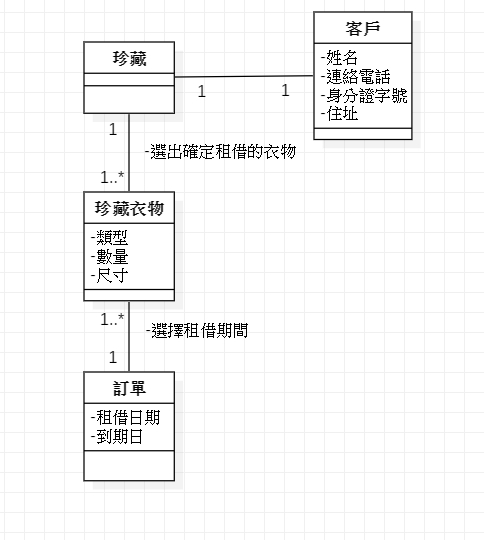 客戶
-姓名
-連絡電話
-身分證字號
-住址
珍藏
1
1
1
-選出確定租借的衣物
1..*
珍藏衣物
-類型
-數量
-尺寸
1..*
-選擇租借期間
1
訂單
-租借日期
-到期日